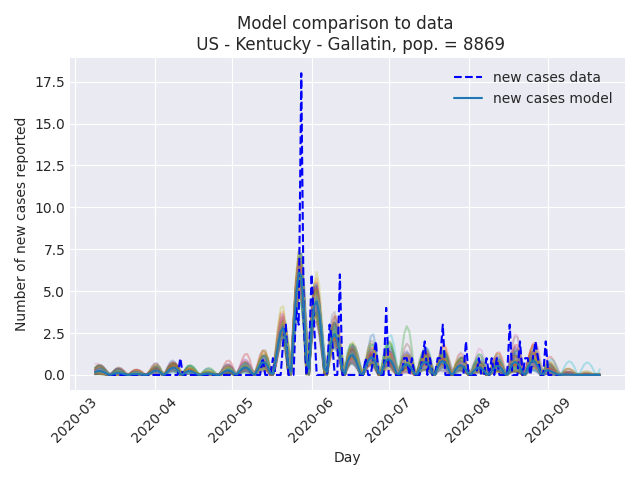 Model comparison to data
US - Kentucky - Gallatin, pop. = 8869
new cases data
new cases model
Number of new cases reported
17.5
15.0
12.5
10.0
7.5
5.0
2.5
0.0
2020-03
2020-04
2020-05
2020-06
2020-07
2020-08
2020-09
Day